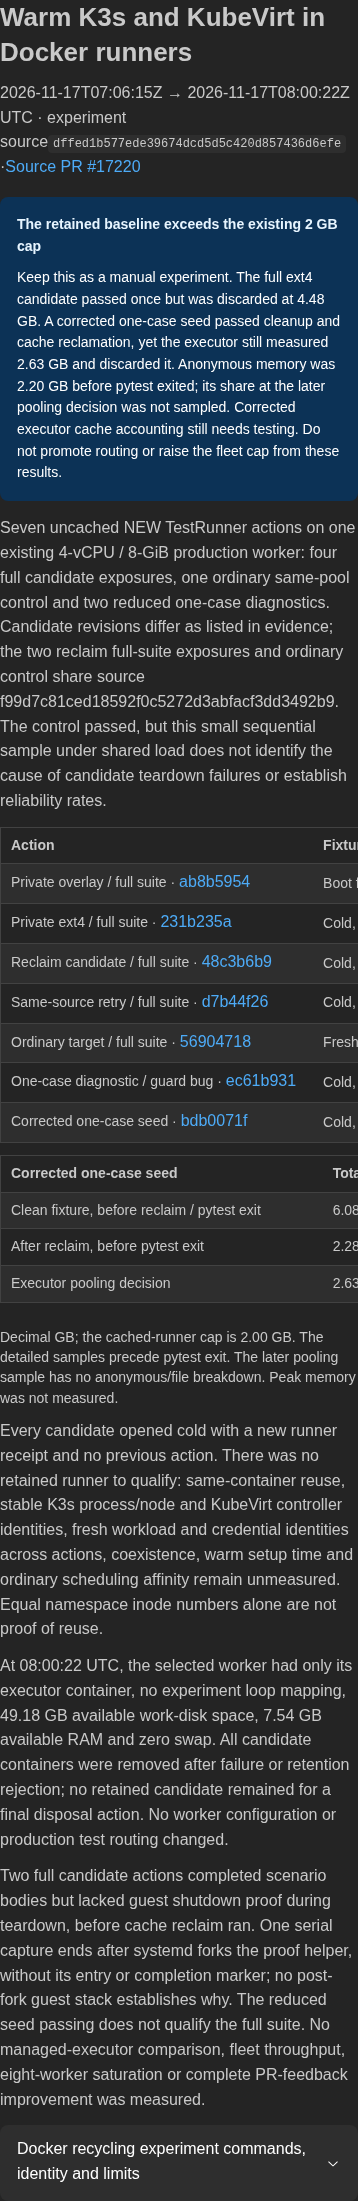 Warm K3s and KubeVirt in
Docker runners
2026-11-17T07:06:15Z → 2026-11-17T08:00:22Z
UTC · experiment
source dffed1b577ede39674dcd5d5c420d857436d6efe
·Source PR #17220
The retained baseline exceeds the existing 2 GB
cap
Keep this as a manual experiment. The full ext4
candidate passed once but was discarded at 4.48
GB. A corrected one-case seed passed cleanup and
cache reclamation, yet the executor still measured
2.63 GB and discarded it. Anonymous memory was
2.20 GB before pytest exited; its share at the later
pooling decision was not sampled. Corrected
executor cache accounting still needs testing. Do
not promote routing or raise the fleet cap from these
results.
Seven uncached NEW TestRunner actions on one
existing 4-vCPU / 8-GiB production worker: four
full candidate exposures, one ordinary same-pool
control and two reduced one-case diagnostics.
Candidate revisions differ as listed in evidence;
the two reclaim full-suite exposures and ordinary
control share source
f99d7c81ced18592f0c5272d3abfacf3dd3492b9.
The control passed, but this small sequential
sample under shared load does not identify the
cause of candidate teardown failures or establish
reliability rates.
Action Fixtu
Private overlay / full suite · ab8b5954 Boot f
Private ext4 / full suite · 231b235a Cold,
Reclaim candidate / full suite · 48c3b6b9 Cold,
Same-source retry / full suite · d7b44f26 Cold,
Ordinary target / full suite · 56904718 Fresh
One-case diagnostic / guard bug · ec61b931 Cold,
Corrected one-case seed · bdb0071f Cold,
Corrected one-case seed Tota
Clean fixture, before reclaim / pytest exit 6.08
After reclaim, before pytest exit 2.28
Executor pooling decision 2.63
Decimal GB; the cached-runner cap is 2.00 GB. The
detailed samples precede pytest exit. The later pooling
sample has no anonymous/file breakdown. Peak memory
was not measured.
Every candidate opened cold with a new runner
receipt and no previous action. There was no
retained runner to qualify: same-container reuse,
stable K3s process/node and KubeVirt controller
identities, fresh workload and credential identities
across actions, coexistence, warm setup time and
ordinary scheduling affinity remain unmeasured.
Equal namespace inode numbers alone are not
proof of reuse.
At 08:00:22 UTC, the selected worker had only its
executor container, no experiment loop mapping,
49.18 GB available work-disk space, 7.54 GB
available RAM and zero swap. All candidate
containers were removed after failure or retention
rejection; no retained candidate remained for a
final disposal action. No worker configuration or
production test routing changed.
Two full candidate actions completed scenario
bodies but lacked guest shutdown proof during
teardown, before cache reclaim ran. One serial
capture ends after systemd forks the proof helper,
without its entry or completion marker; no post-
fork guest stack establishes why. The reduced
seed passing does not qualify the full suite. No
managed-executor comparison, fleet throughput,
eight-worker saturation or complete PR-feedback
improvement was measured.
Docker recycling experiment commands,
identity and limits